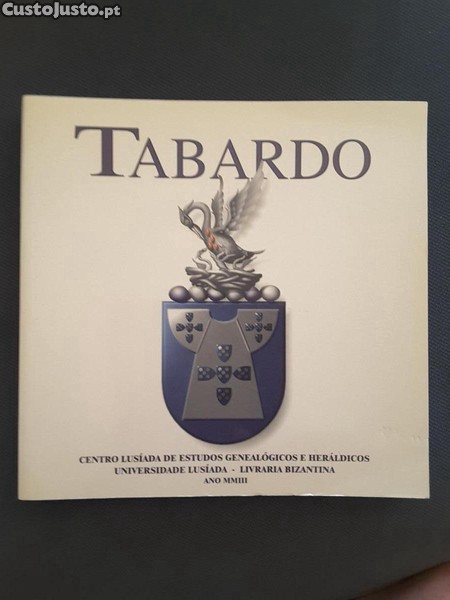 CustoJusto.pt
TABARDO
CENTRO LUSÍADA DE ESTUDOS GENEALÓGICOS E HERÁLDICOS
UNIVERSIDADE LUSÍADA - LIVRARIA BIZANTINA
ANO MMIII